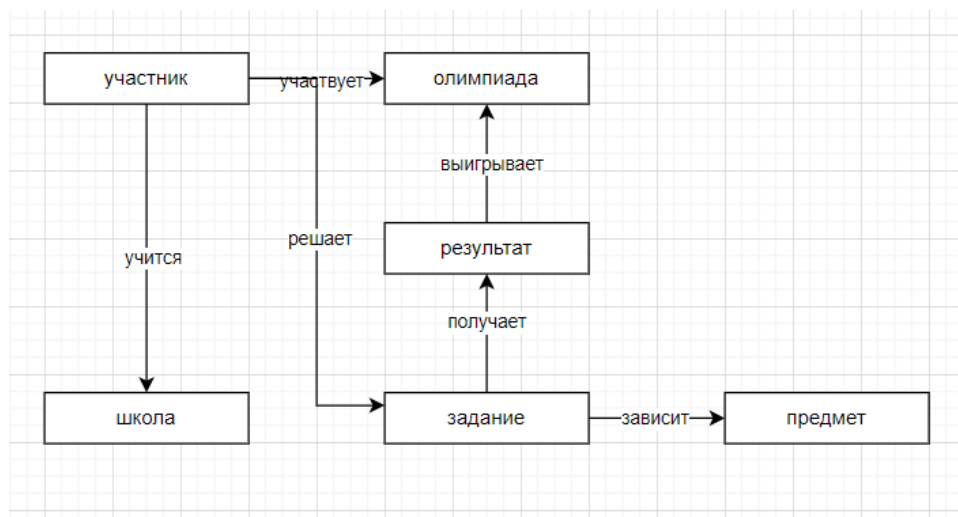 участник
участвует
олимпиада
выигрывает
решает
результат
учится
получает
школа
задание
зависит
предмет